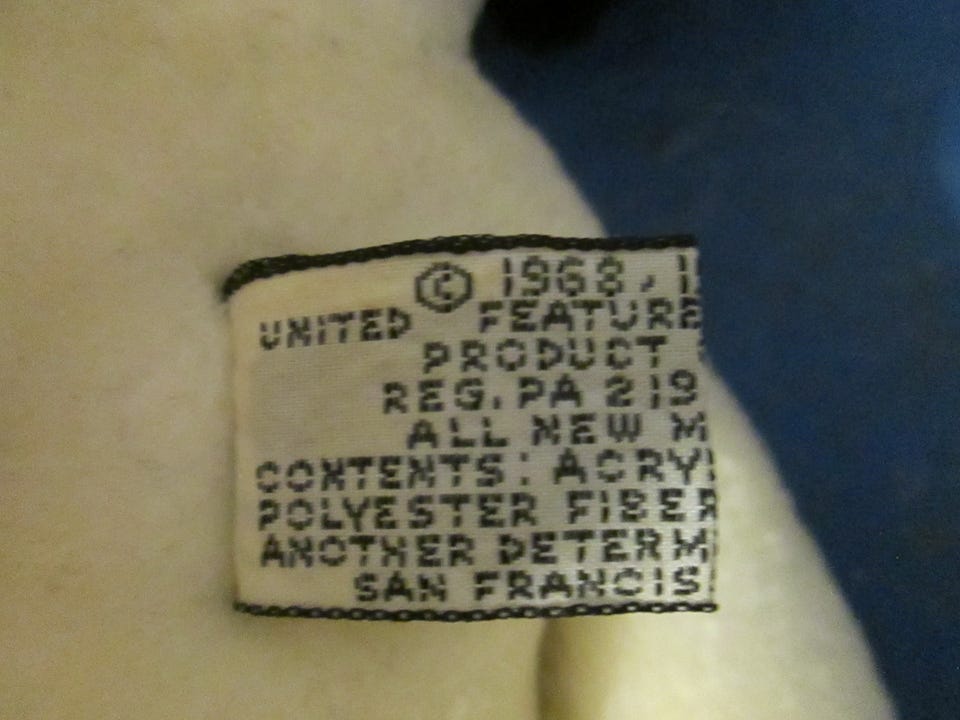 © 1968, 1
UNITED FEATURE
PRODUCT
REG. PA 219
ALL NEW M
CONTENTS: ACRY
POLYESTER FIBER
ANOTHER DETERM
SAN FRANCIS